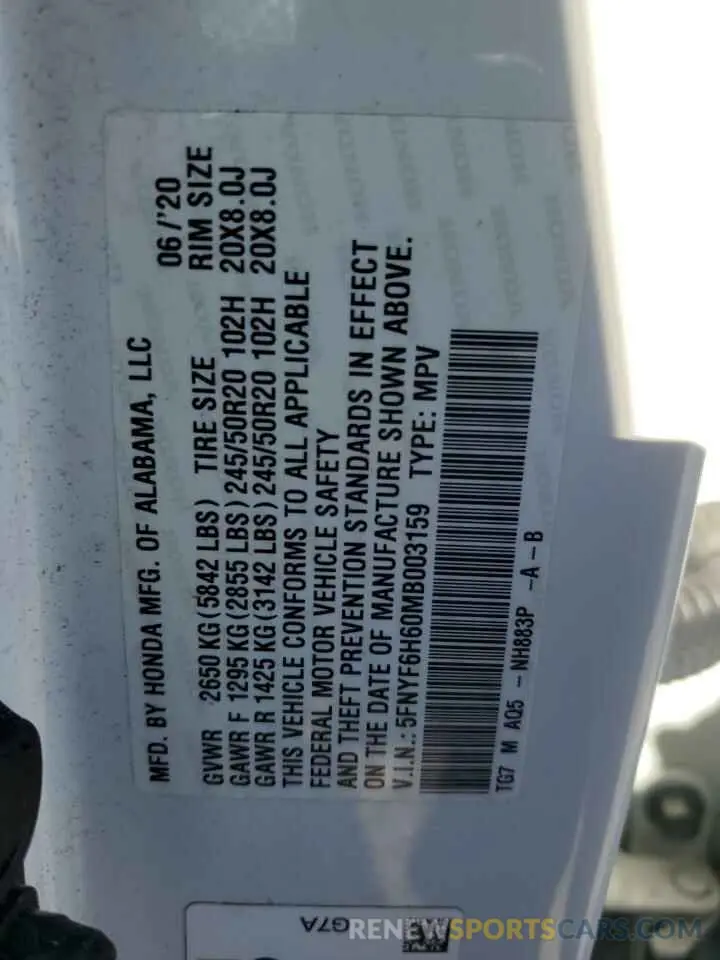 MFD. BY HONDA MFG. OF ALABAMA, LLC 06/'20
GVWR 2650 KG (5842 LBS) TIRE SIZE RIM SIZE
GAWR F 1295 KG (2855 LBS) 245/50R20 102H 20X8.0J
GAWR R 1425 KG (3142 LBS) 245/50R20 102H 20X8.0J
THIS VEHICLE CONFORMS TO ALL APPLICABLE
FEDERAL MOTOR VEHICLE SAFETY
AND THEFT PREVENTION STANDARDS IN EFFECT
ON THE DATE OF MANUFACTURE SHOWN ABOVE.
V.I.N.: 5FNYF6H60MB003159 TYPE: MPV
TG7 M AQ5 - NH883P -A-B
G7A
RENEWSPORTSCARS.COM